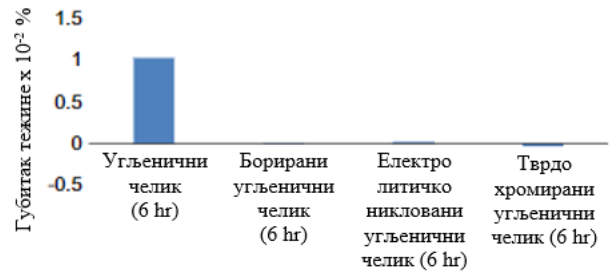 Губитак тежине x 10-2 %
1.5
1
0.5
0
-0.5
Угљенични
челик
(6 hr)
Борирани
угљенични
челик
(6 hr)
Електро
литичко
никловани
угљенични
челик (6 hr)
Тврдо
хромирани
угљенични
челик (6 hr)